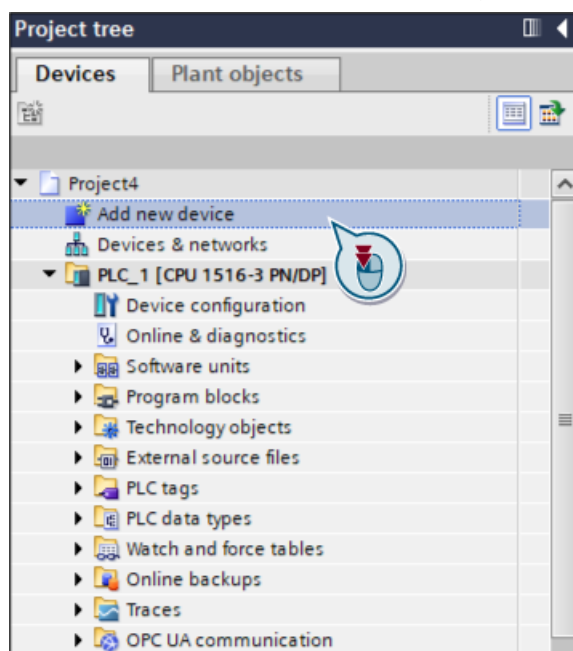 Project tree
Devices
Plant objects
Project4
Add new device
Devices & networks
PLC_1 [CPU 1516-3 PN/DP]
Device configuration
Online & diagnostics
Software units
Program blocks
Technology objects
External source files
PLC tags
PLC data types
Watch and force tables
Online backups
Traces
OPC UA communication